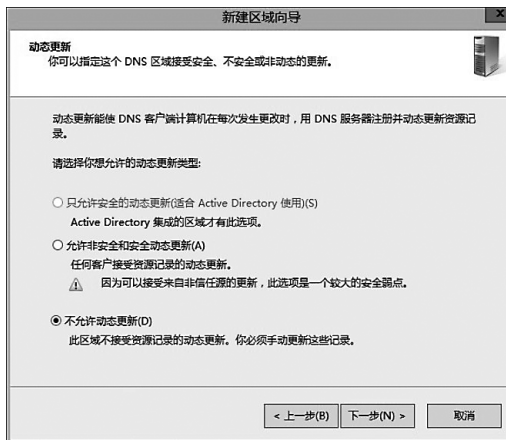 新建区域向导
x
动态更新
你可以指定这个 DNS 区域接受安全、不安全或非动态的更新。
动态更新能使 DNS 客户端计算机在每次发生更改时，用 DNS 服务器注册并动态更新资源记
录。
请选择你想允许的动态更新类型:
只允许安全的动态更新(适合 Active Directory 使用)(S)
Active Directory 集成的区域才有此选项。
允许非安全和安全动态更新(A)
任何客户接受资源记录的动态更新。
因为可以接受来自非信任源的更新，此选项是一个较大的安全弱点。
不允许动态更新(D)
此区域不接受资源记录的动态更新。你必须手动更新这些记录。
< 上一步(B) 下一步(N) > 取消